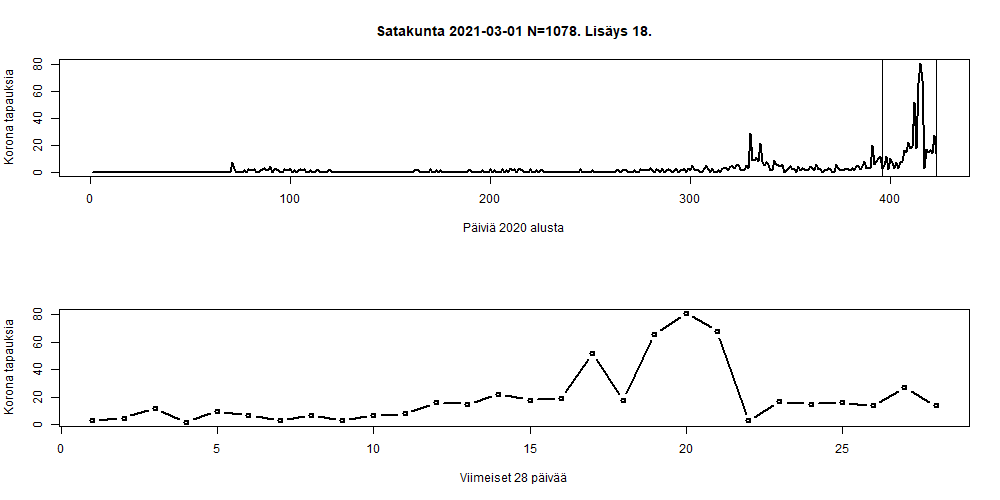 Satakunta 2021-03-01 N=1078. Lisäys 18.
Korona tapauksia
80
60
40
20
0
0 100 200 300 400
Päiviä 2020 alusta
Korona tapauksia
80
60
40
20
0
0 5 10 15 20 25
Viimeiset 28 päivää